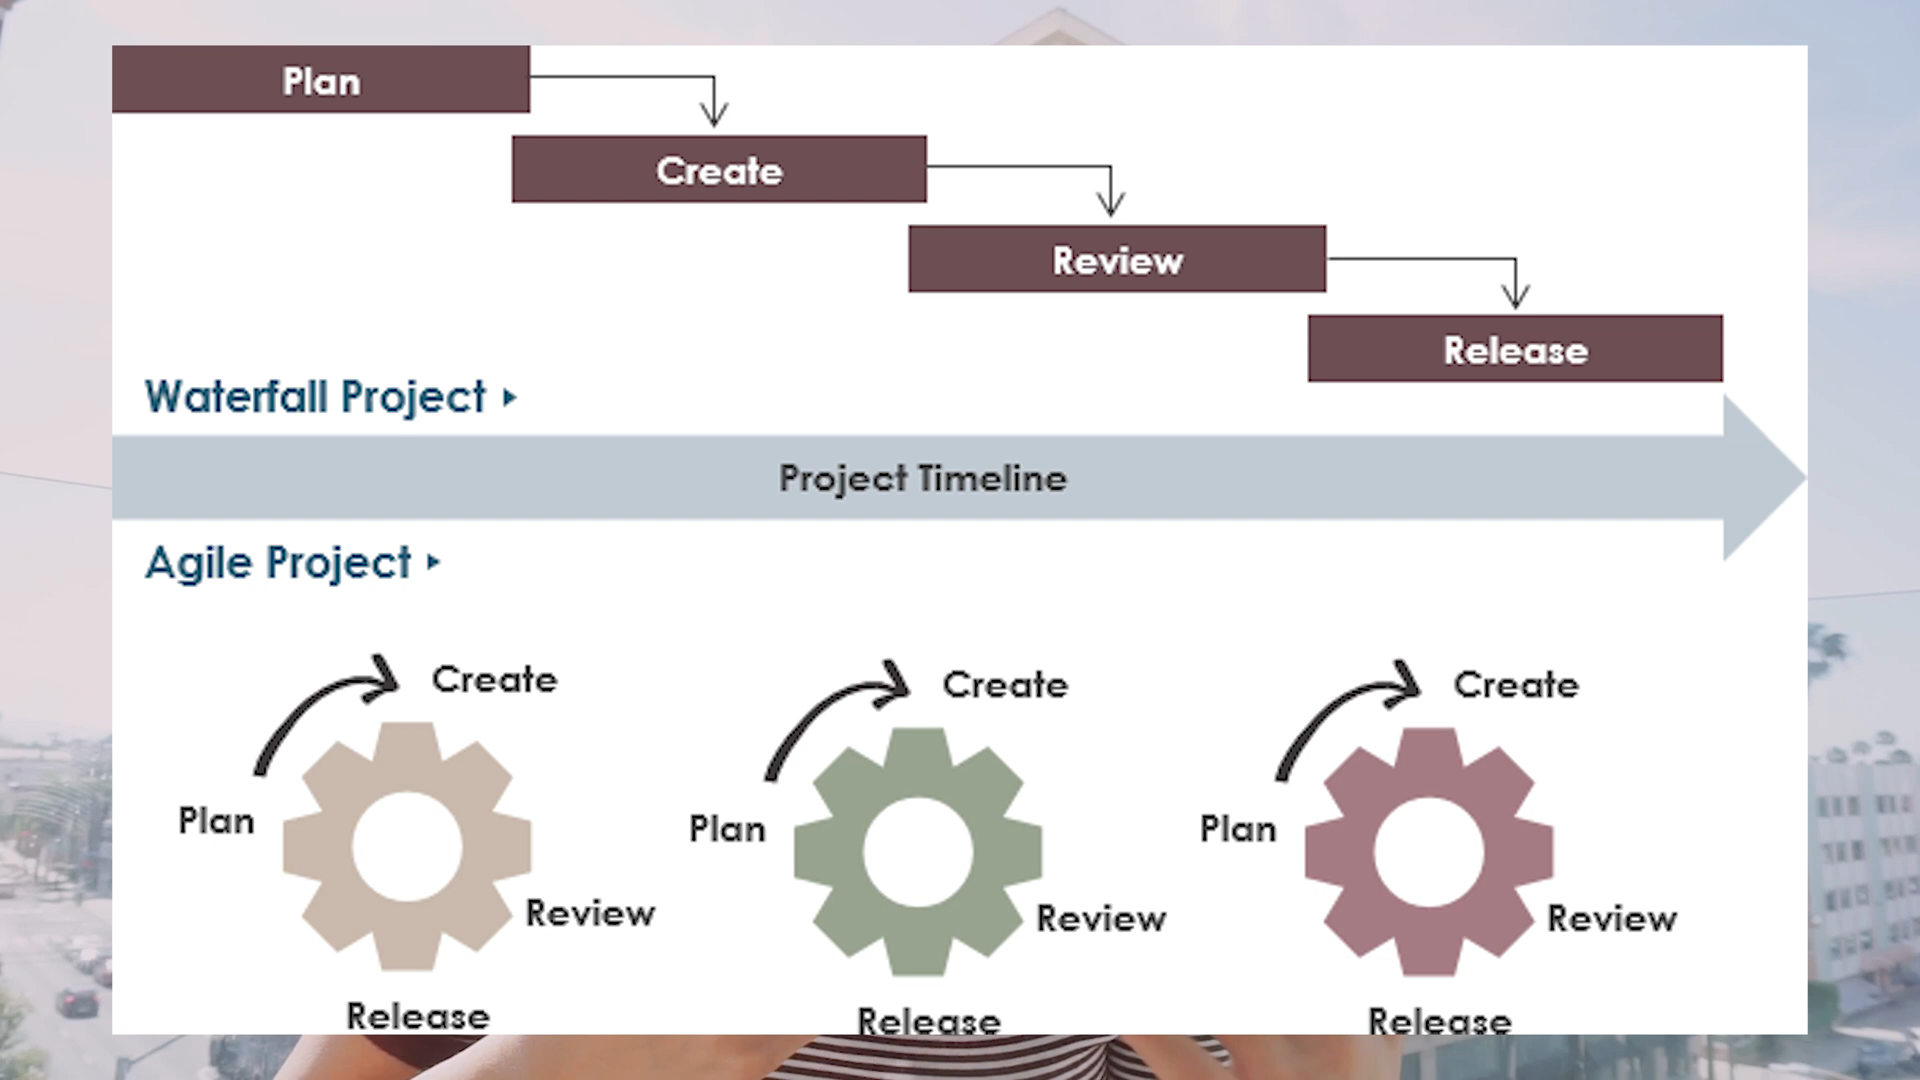 Plan
Create
Review
Release
Waterfall Project
Project Timeline
Agile Project
Create
Plan
Review
Release
Create
Plan
Review
Release
Create
Plan
Review
Release